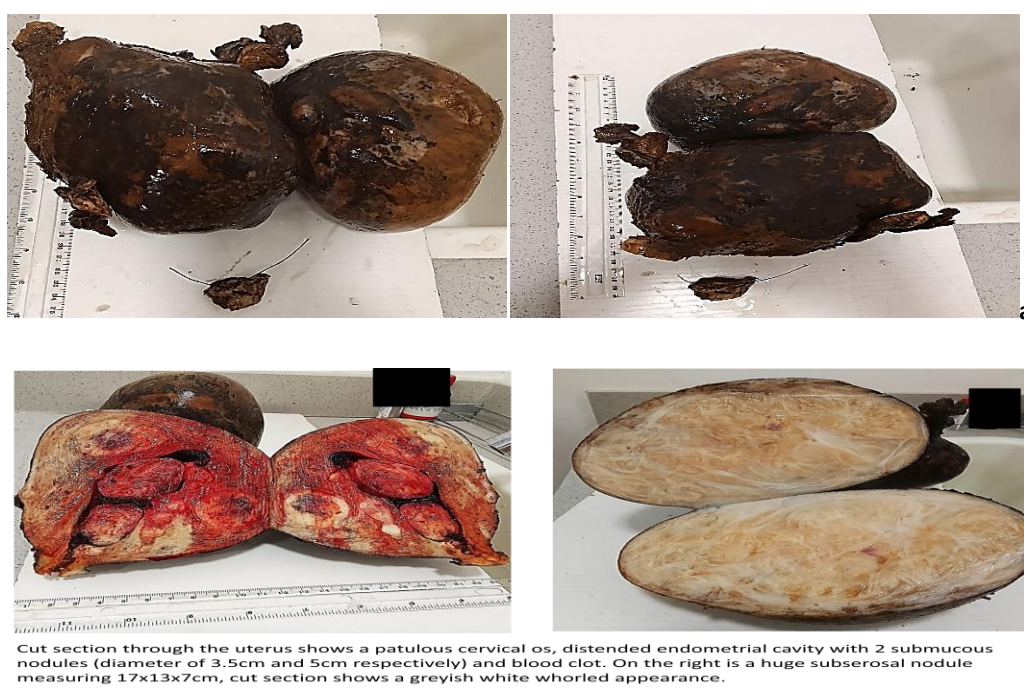 a
Cut section through the uterus shows a patulous cervical os, distended endometrial cavity with 2 submucous
nodules (diameter of 3.5cm and 5cm respectively) and blood clot. On the right is a huge subserosal nodule
measuring 17x13x7cm, cut section shows a greyish white whorled appearance.